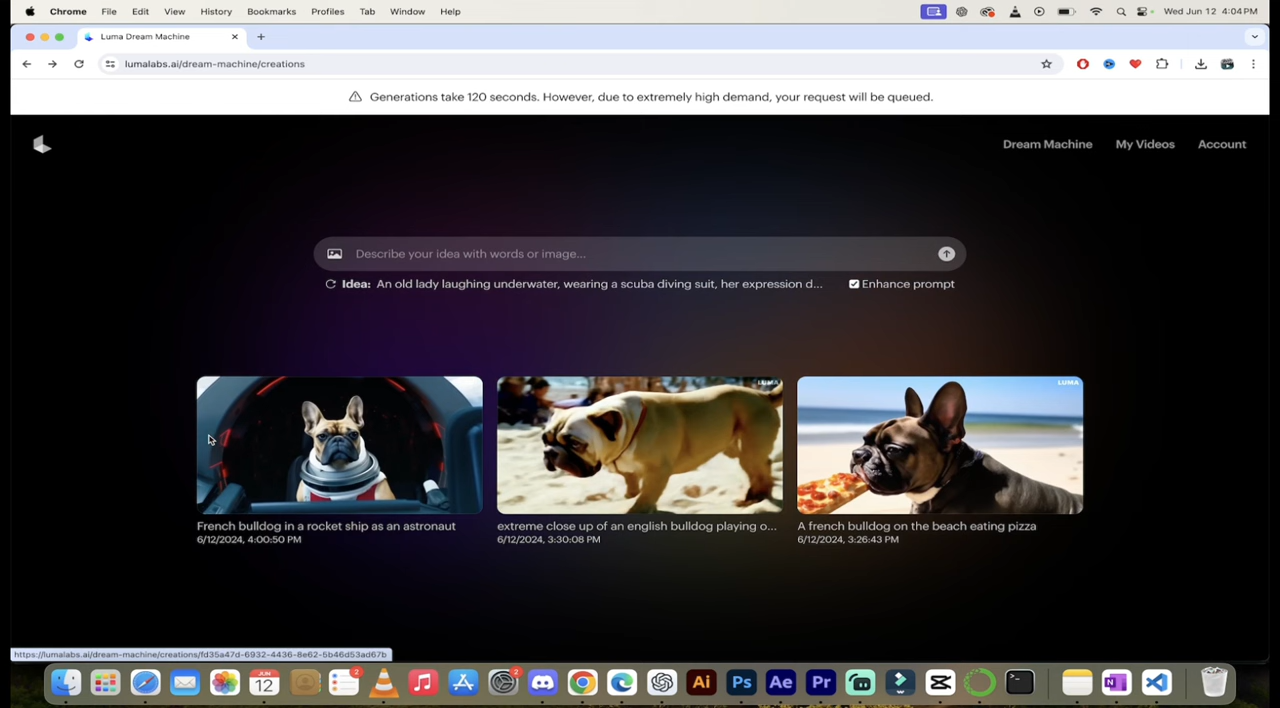 Chrome File Edit View History Bookmarks Profiles Tab Window Help
Wed Jun 12 4:04 PM
Luma Dream Machine
lumalabs.ai/dream-machine/creations
Generations take 120 seconds. However, due to extremely high demand, your request will be queued.
Dream Machine My Videos Account
Describe your idea with words or image...
Idea: An old lady laughing underwater, wearing a scuba diving suit, her expression d...
Enhance prompt
LUMA
LUMA
French bulldog in a rocket ship as an astronaut
6/12/2024, 4:00:50 PM
extreme close up of an english bulldog playing o...
6/12/2024, 3:30:08 PM
A french bulldog on the beach eating pizza
6/12/2024, 3:26:43 PM
https://lumalabs.ai/dream-machine/creations/fd35a47d-6932-4436-8e62-5b46d53ad67b
JUN
12
2
2
Ai Ps Ae Pr
N